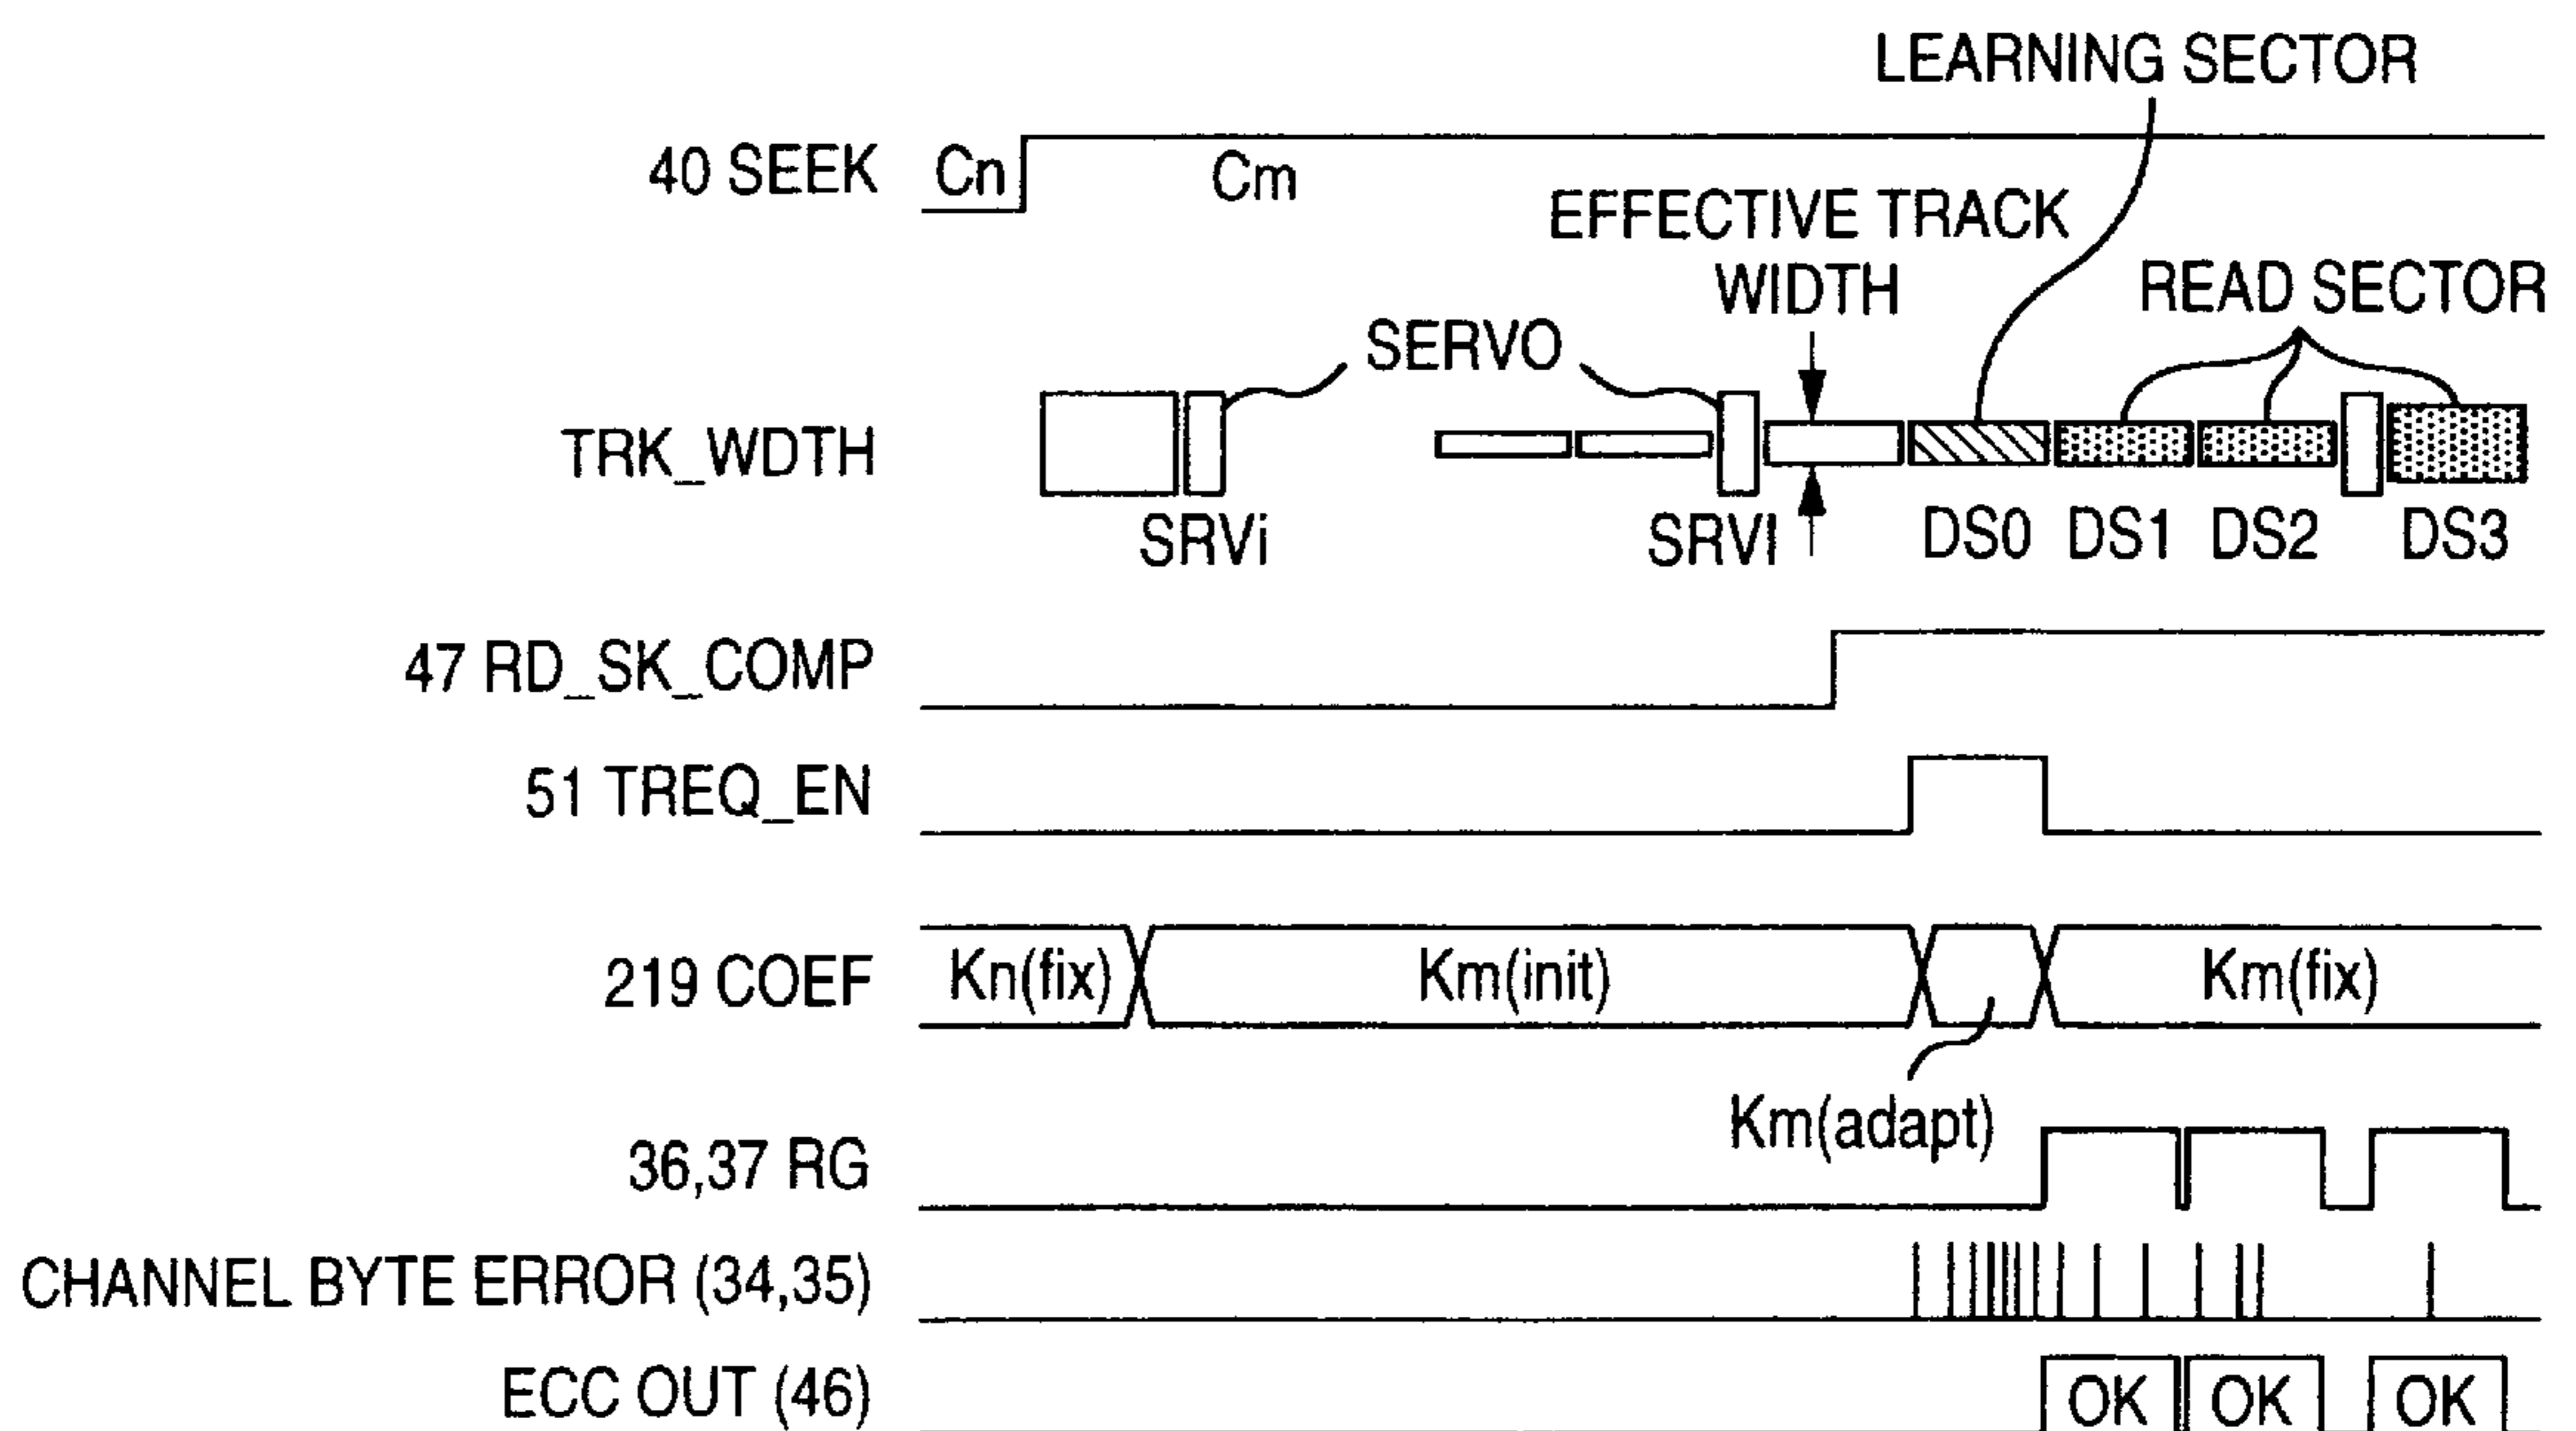 LEARNING SECTOR
40 SEEK Cn Cm
EFFECTIVE TRACK
WIDTH
READ SECTOR
SERVO
TRK_WDTH
SRVi SRVl DS0 DS1 DS2 DS3
47 RD_SK_COMP
51 TREQ_EN
219 COEF Kn(fix) Km(init) Km(fix)
Km(adapt)
36,37 RG
CHANNEL BYTE ERROR (34,35)
ECC OUT (46) OK OK OK